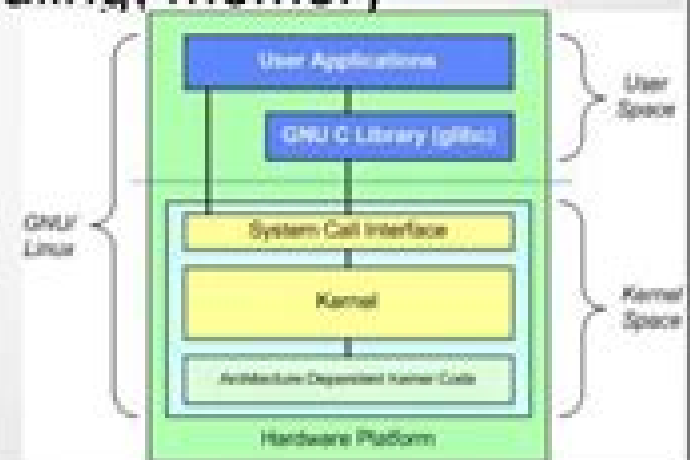 User Applications
GNU C Library (glibc)
User
Space
GNU/
Linux
System Call Interface
Kernel
Kernel
Space
Architecture Dependent Kernel Code
Hardware Platform